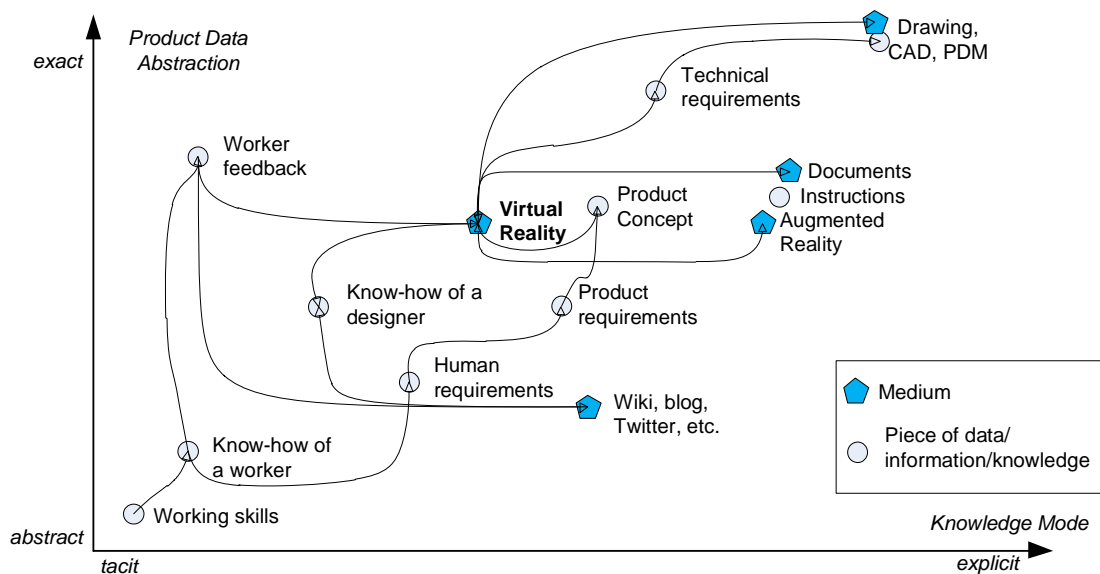 Product Data
Abstraction
exact
Drawing,
CAD, PDM
Technical
requirements
Worker
feedback
Documents
Instructions
Augmented
Reality
Virtual
Reality
Product
Concept
Know-how of a
designer
Product
requirements
Human
requirements
Wiki, blog,
Twitter, etc.
Medium
Piece of data/
information/knowledge
Know-how of
a worker
Working skills
abstract
tacit
Knowledge Mode
explicit